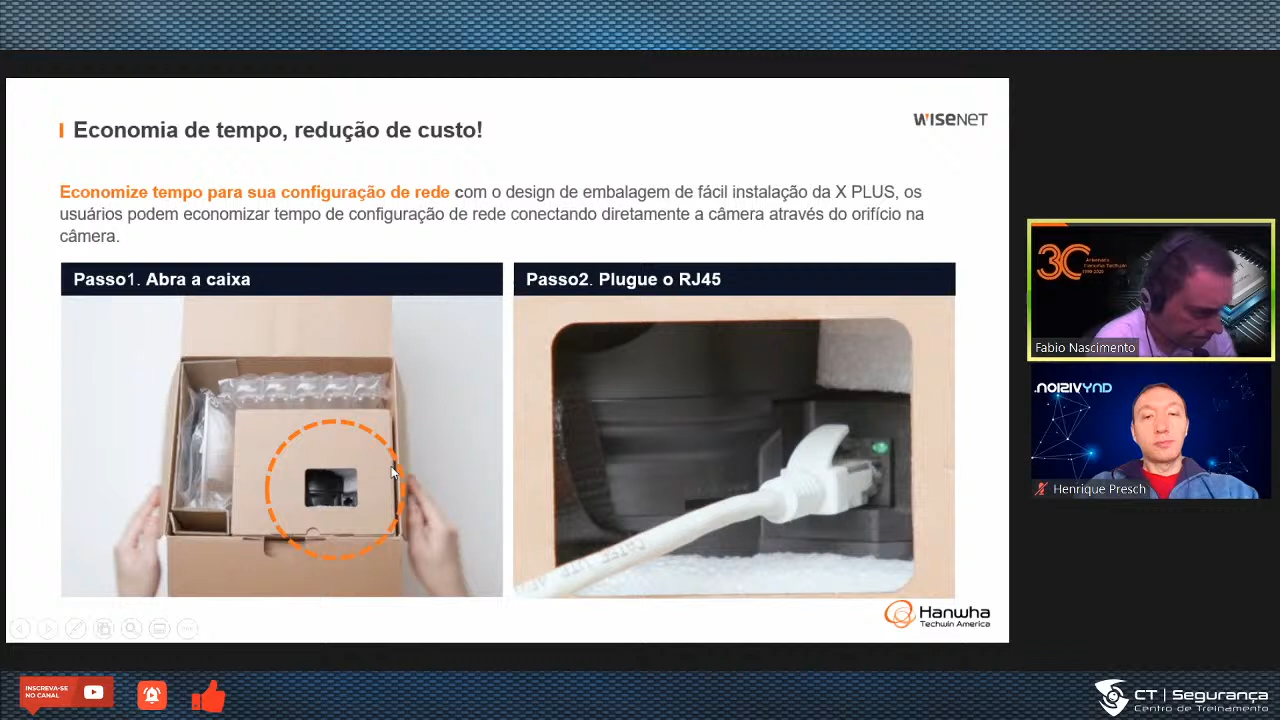 Economia de tempo, redução de custo!
WISENET
Economize tempo para sua configuração de rede com o design de embalagem de fácil instalação da X PLUS, os
usuários podem economizar tempo de configuração de rede conectando diretamente a câmera através do orifício na
câmera.
Passo1. Abra a caixa
Passo2. Plugue o RJ45
Hanwha
Techwin America
3C
Fabio Nascimento
DNYVISION.
Henrique Presch
INSCREVA-SE
NO CANAL
CT | Segurança
Centro de Treinamento